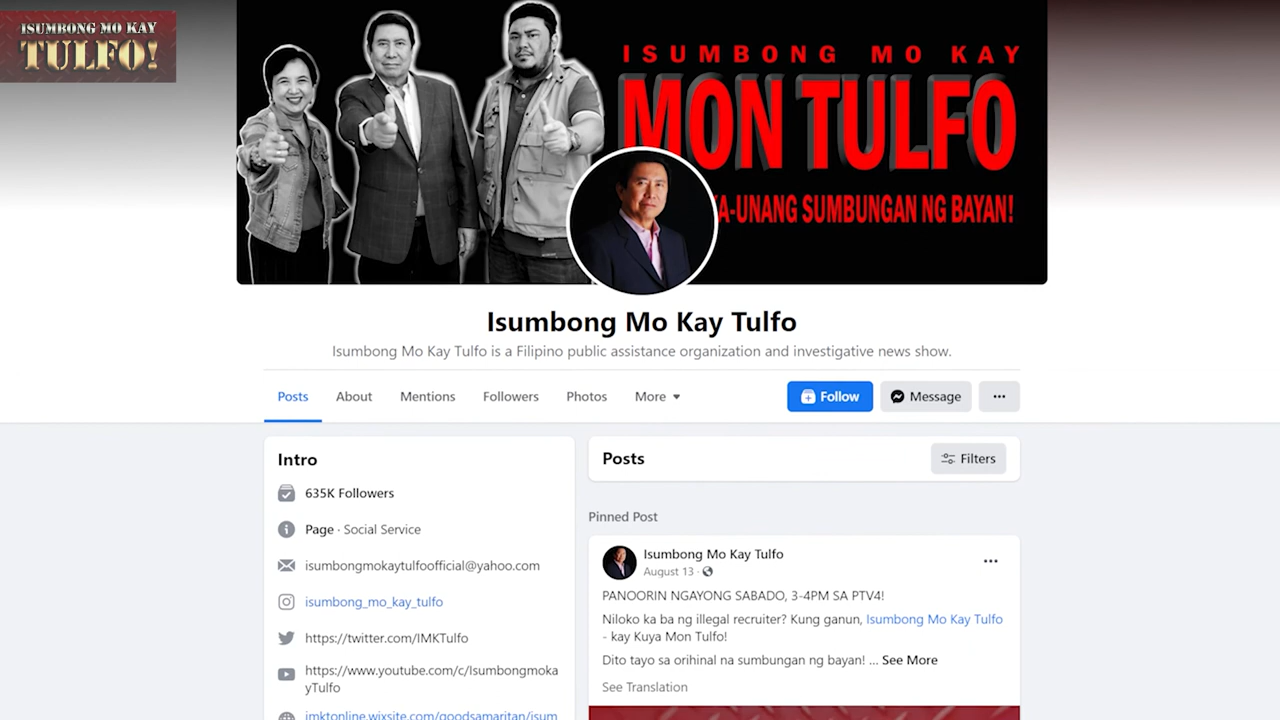 ISUMBONG MO KAY
TULFO!
ISUMBONG MO KAY
MON TULFO
A-UNANG SUMBUNGAN NG BAYAN!
Isumbong Mo Kay Tulfo
Isumbong Mo Kay Tulfo is a Filipino public assistance organization and investigative news show.
Posts
About
Mentions
Followers
Photos
More
Follow
Message
Intro
635K Followers
Page · Social Service
isumbongmokaytulfoofficial@yahoo.com
isumbong_mo_kay_tulfo
https://twitter.com/IMKTulfo
https://www.youtube.com/c/Isumbongmoka
yTulfo
imktonline.wixsite.com/goodsamaritan/isum
Posts
Filters
Pinned Post
Isumbong Mo Kay Tulfo
August 13 ·
PANOORIN NGAYONG SABADO, 3-4PM SA PTV4!
Niloko ka ba ng illegal recruiter? Kung ganun, Isumbong Mo Kay Tulfo
- kay Kuya Mon Tulfo!
Dito tayo sa orihinal na sumbungan ng bayan! ... See More
See Translation